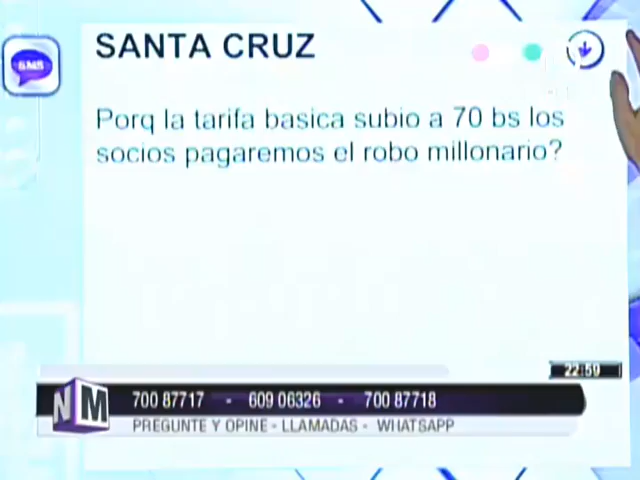 SANTA CRUZ
SMS
Porq la tarifa basica subio a 70 bs los
socios pagaremos el robo millonario?
22:59
NM
700 87717 - 609 06326 - 700 87718
PREGUNTE Y OPINE - LLAMADAS - WHATSAPP